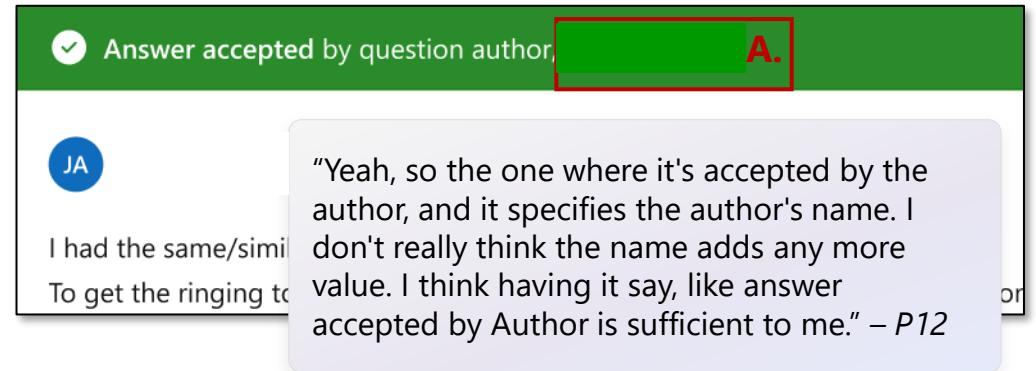 Answer accepted by question author,
A.
JA
"Yeah, so the one where it's accepted by the
author, and it specifies the author's name. I
don't really think the name adds any more
value. I think having it say, like answer
accepted by Author is sufficient to me." – P12
I had the same/simil
To get the ringing to
or